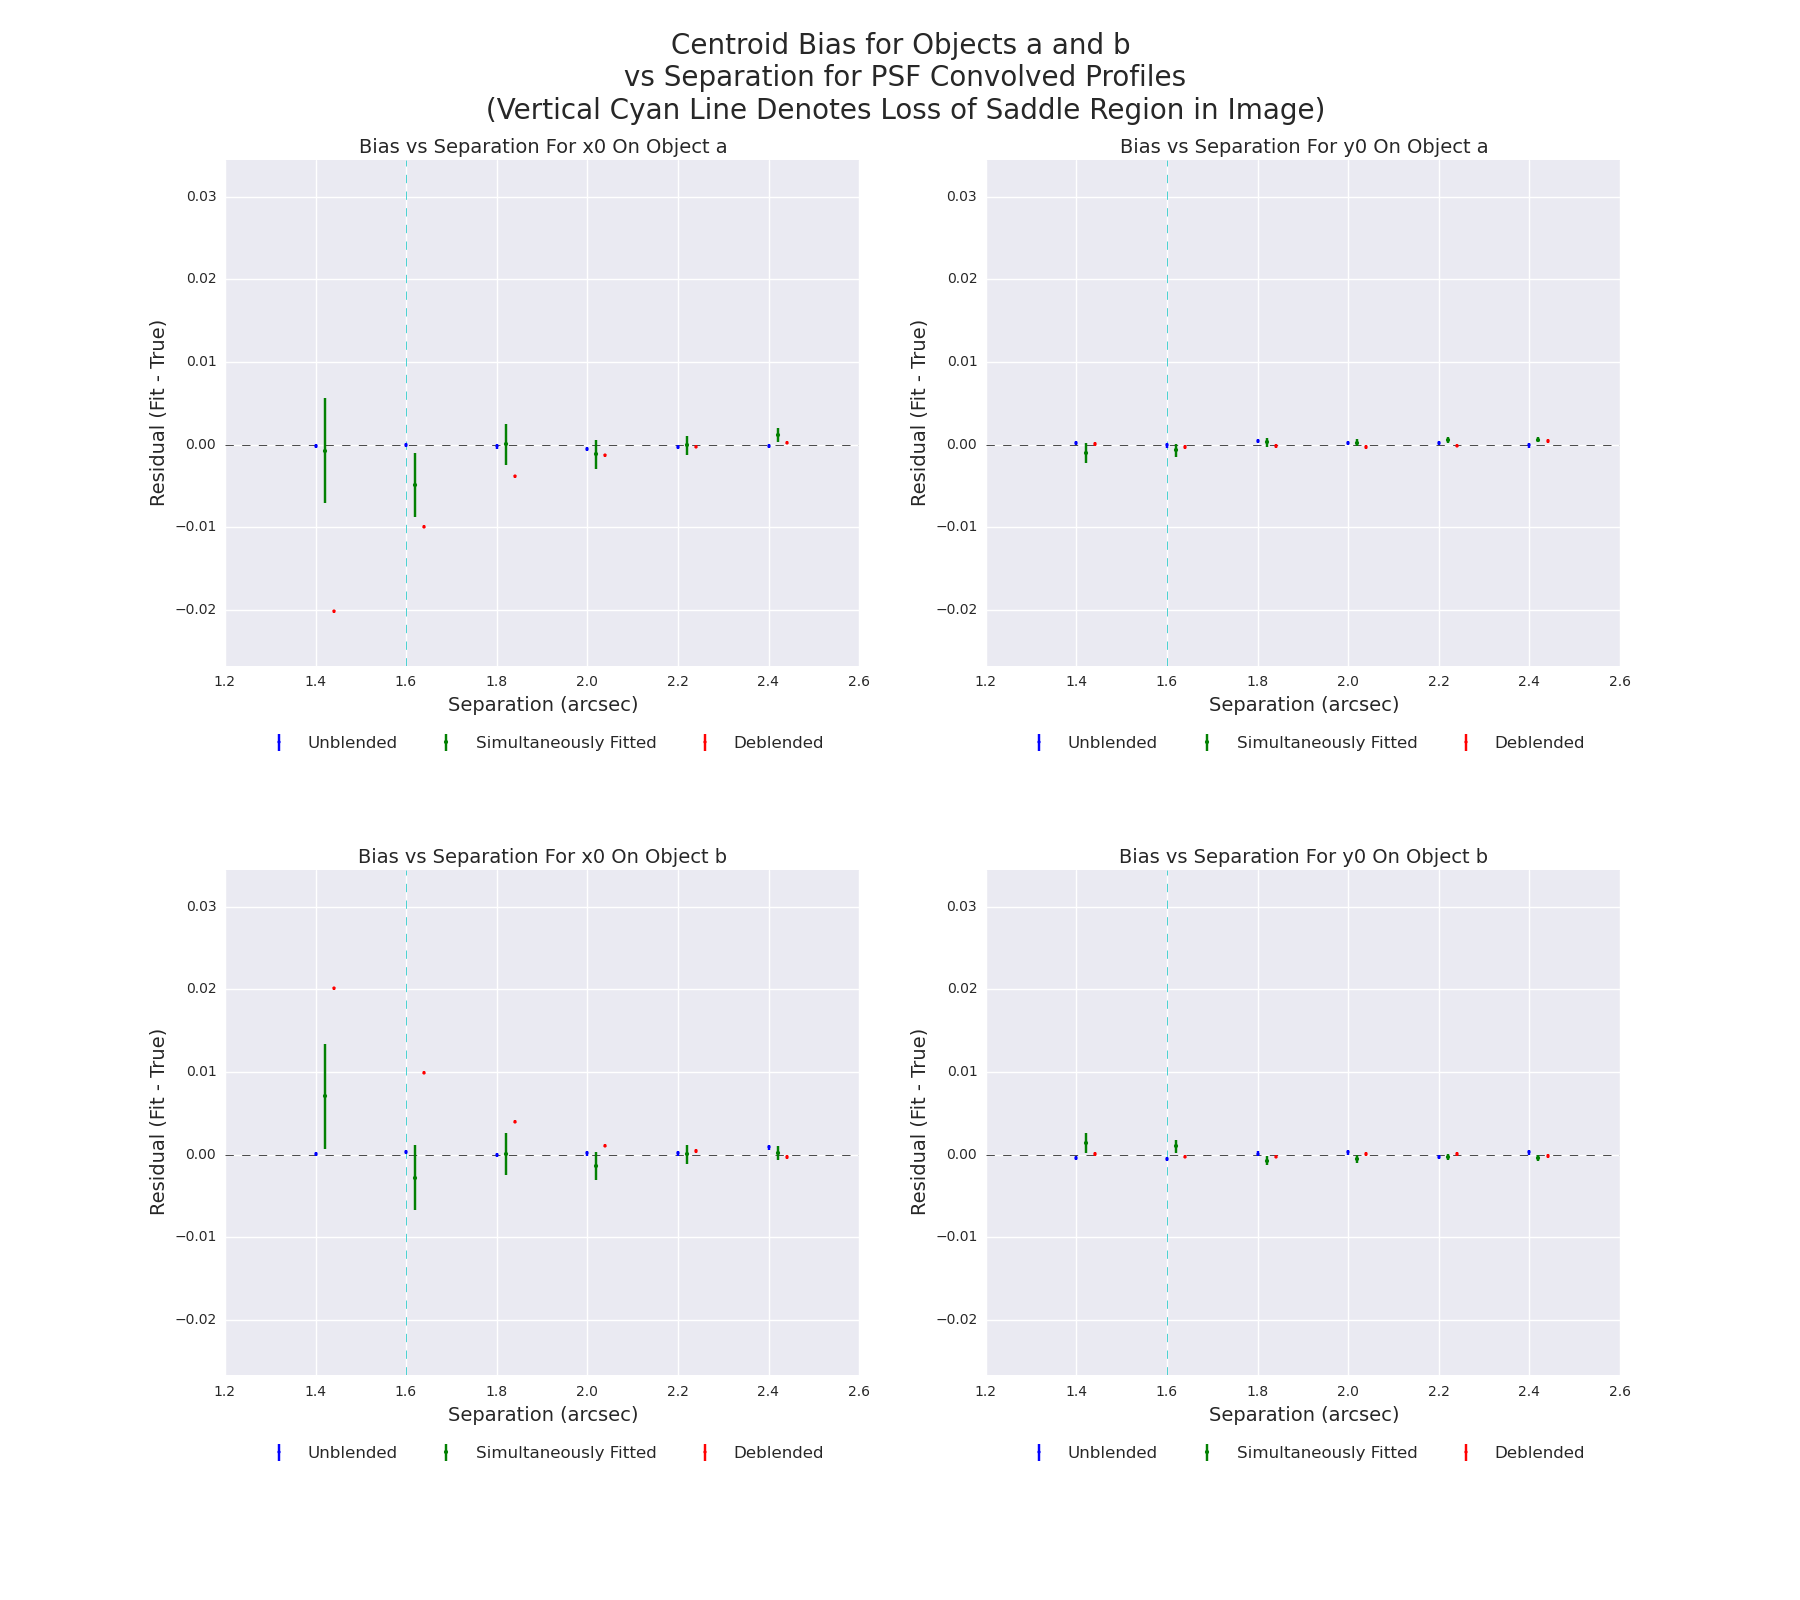 Centroid Bias for Objects a and b
vs Separation for PSF Convolved Profiles
(Vertical Cyan Line Denotes Loss of Saddle Region in Image)
Bias vs Separation For x0 On Object a
0.03
0.02
0.01
0.00
−0.01
−0.02
Residual (Fit - True)
1.2 1.4 1.6 1.8 2.0 2.2 2.4 2.6
Separation (arcsec)
Unblended Simultaneously Fitted Deblended
Bias vs Separation For y0 On Object a
0.03
0.02
0.01
0.00
−0.01
−0.02
Residual (Fit - True)
1.2 1.4 1.6 1.8 2.0 2.2 2.4 2.6
Separation (arcsec)
Unblended Simultaneously Fitted Deblended
Bias vs Separation For x0 On Object b
0.03
0.02
0.01
0.00
−0.01
−0.02
Residual (Fit - True)
1.2 1.4 1.6 1.8 2.0 2.2 2.4 2.6
Separation (arcsec)
Unblended Simultaneously Fitted Deblended
Bias vs Separation For y0 On Object b
0.03
0.02
0.01
0.00
−0.01
−0.02
Residual (Fit - True)
1.2 1.4 1.6 1.8 2.0 2.2 2.4 2.6
Separation (arcsec)
Unblended Simultaneously Fitted Deblended